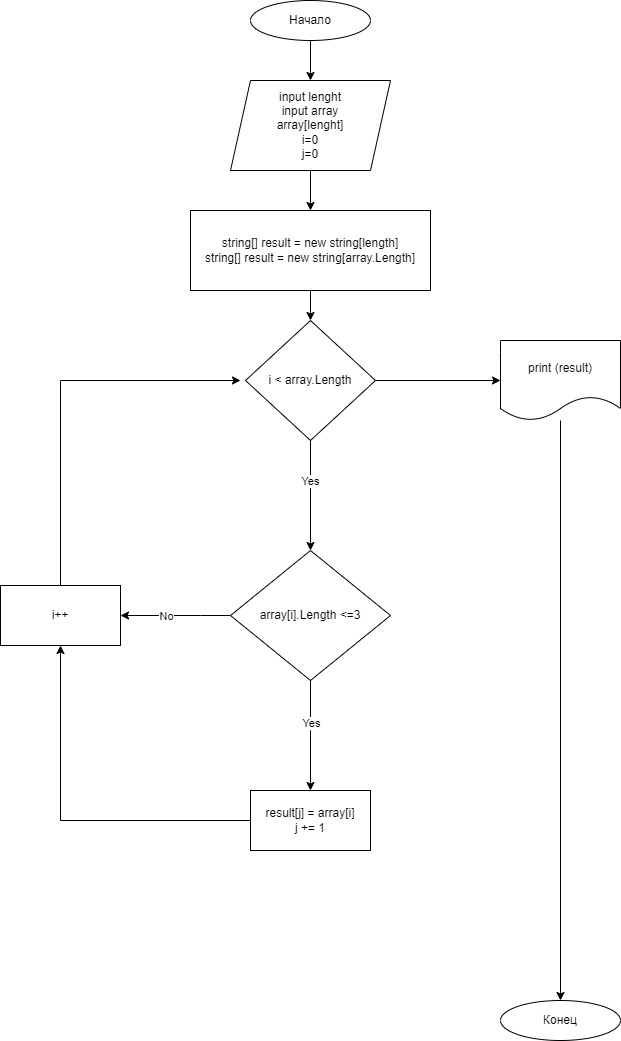 Начало
input lenght
input array
array[lenght]
i=0
j=0
string[] result = new string[length]
string[] result = new string[array.Length]
i < array.Length
print (result)
Yes
array[i].Length <=3
No
i++
Yes
result[j] = array[i]
j += 1
Конец